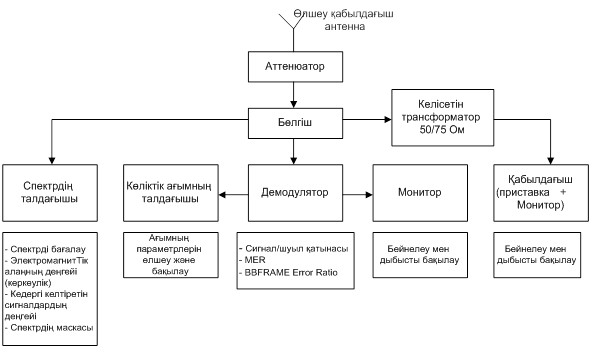 Өлшеу қабылдағыш
антенна
Аттенюатор
Бөлгіш
Келісетін
трансформатор
50/75 Ом
Спектрдің
талдағышы
Көліктік ағымның
талдағышы
Демодулятор
Монитор
Қабылдағыш
(приставка +
Монитор)
- Спектрді бағалау
- ЭлектромагнитТік
алаңның деңгейі
(керкеулік)
- Кедергі келтіретін
сигналдардың
деңгейі
- Спектрдің маскасы
Ағымның
параметрлерін
өлшеу және
бақылау
- Сигнал/шуыл қатынасы
- MER
- BBFRAME Error Ratio
Бейнелеу мен
дыбысты бақылау
Бейнелеу мен
дыбысты бақылау